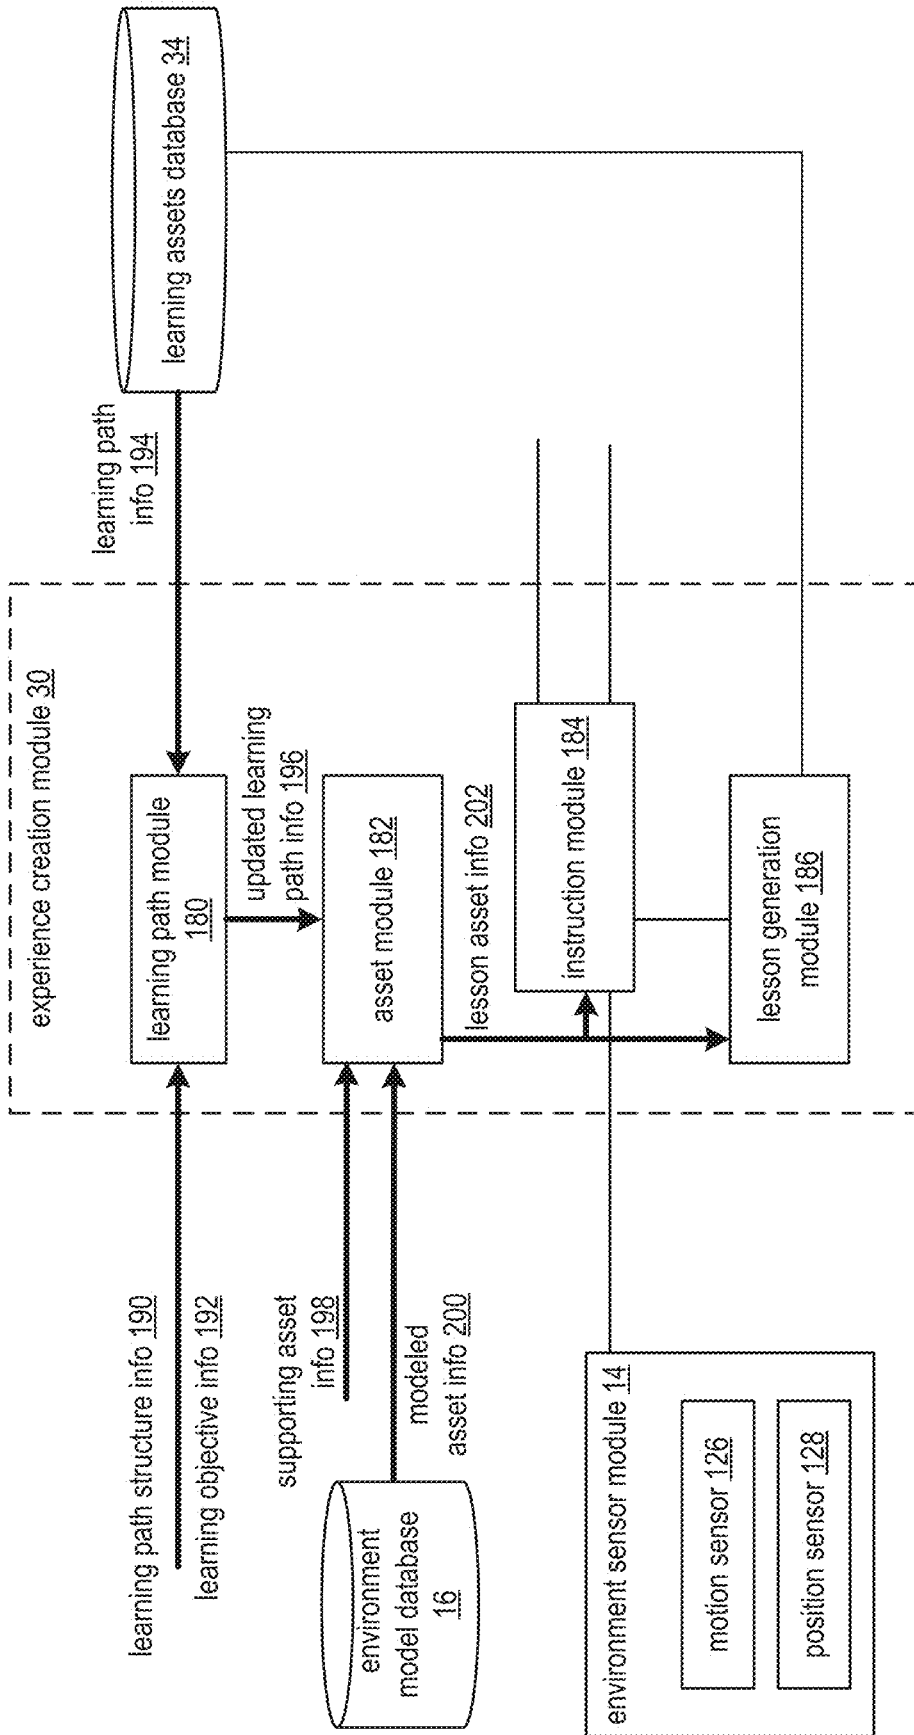 experience creation module 30
learning path structure info 190
learning objective info 192
learning path module
180
learning path
info 194
learning assets database 34
updated learning
path info 196
supporting asset
info 198
modeled
asset info 200
environment
model database
16
asset module 182
lesson asset info 202
instruction module 184
lesson generation
module 186
environment sensor module 14
motion sensor 126
position sensor 128